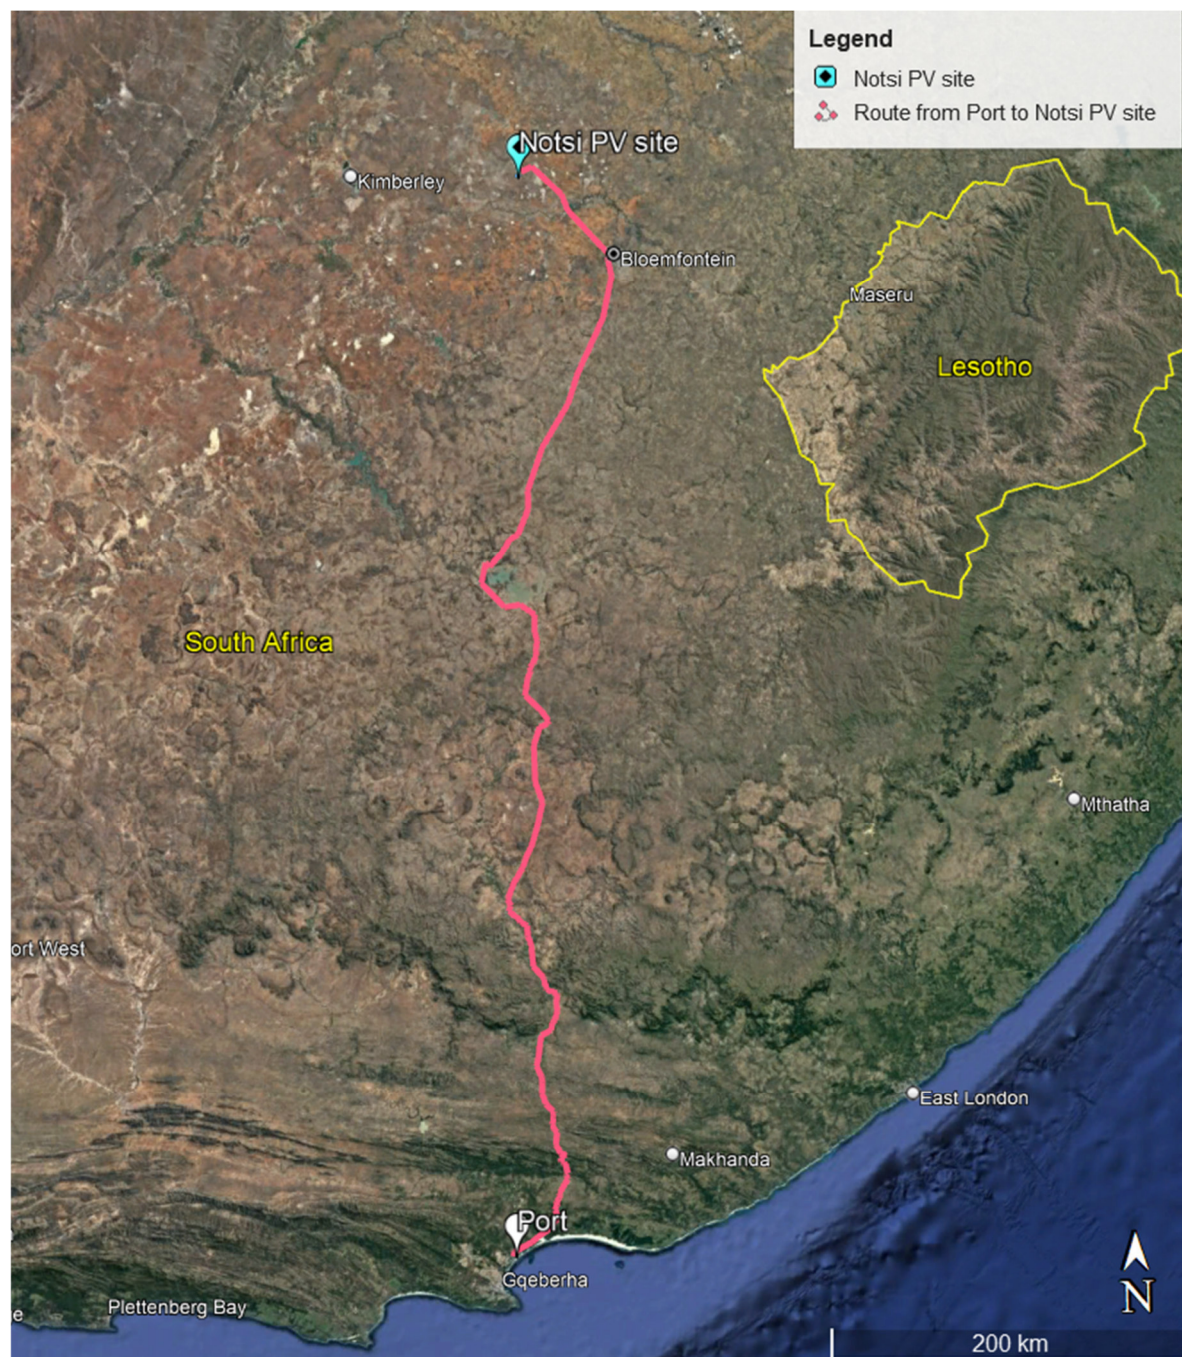 Legend
Notsi PV site
Route from Port to Notsi PV site
Notsi PV site
Kimberley
Bloemfontein
Maseru
Lesotho
South Africa
Mthatha
ort West
East London
Makhanda
Port
Gqeberha
Plettenberg Bay
e
N
200 km